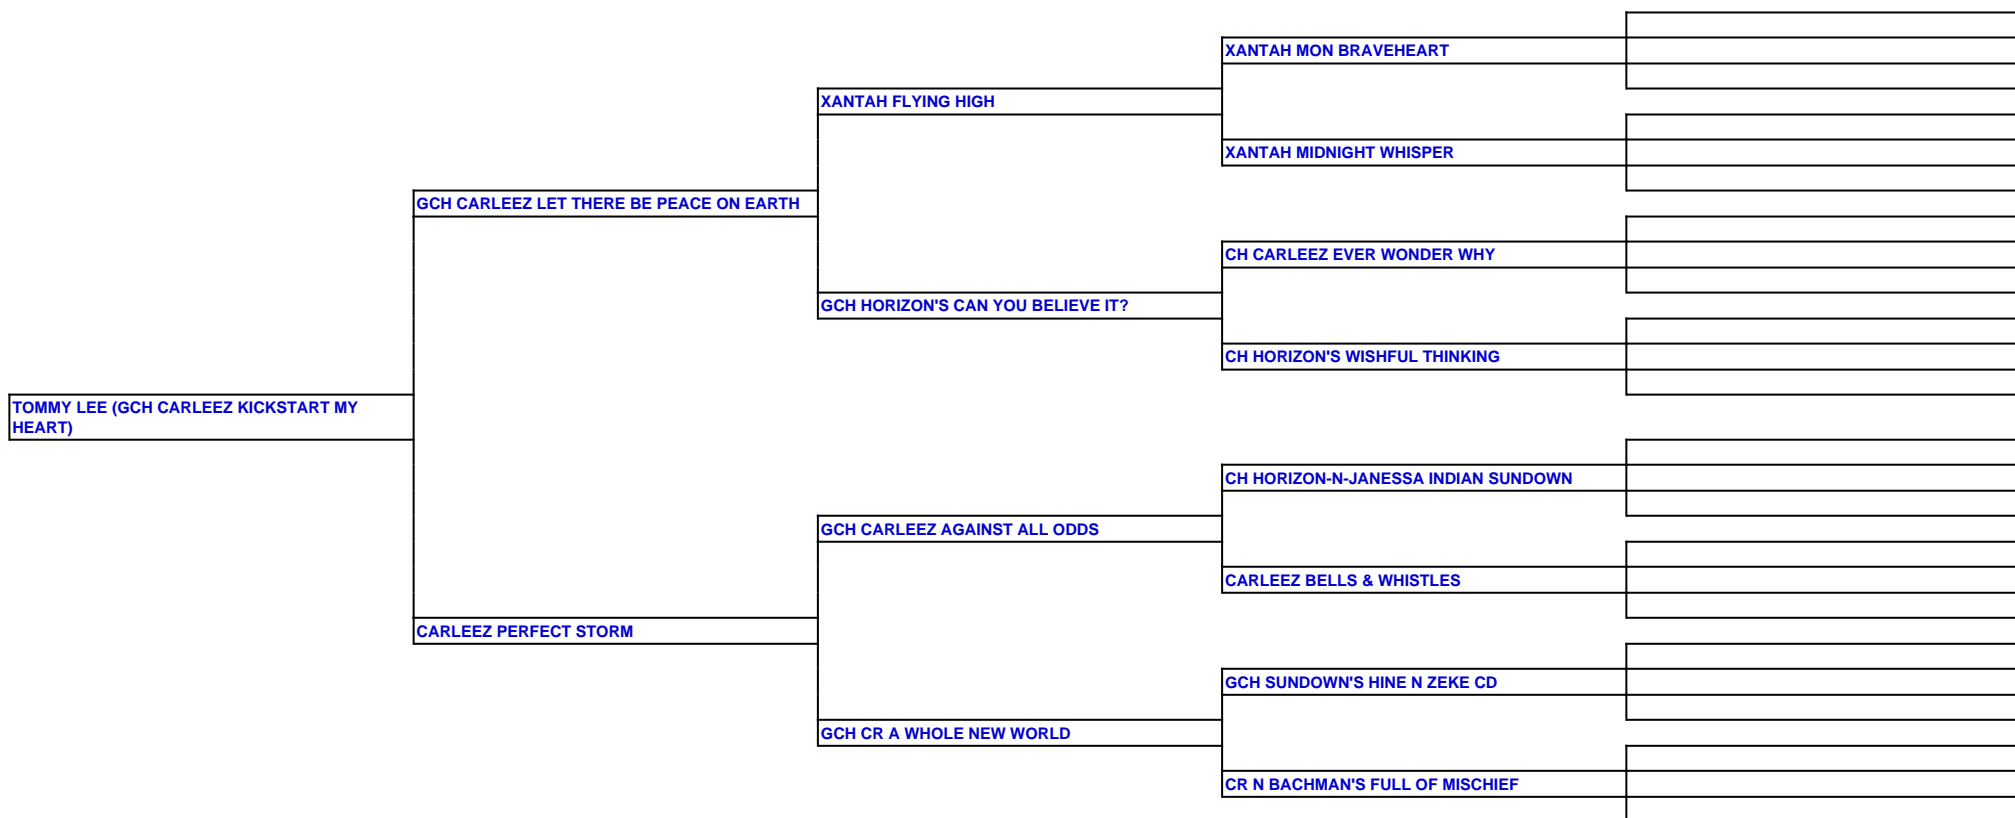 XANTAH MON BRAVEHEART
XANTAH FLYING HIGH
XANTAH MIDNIGHT WHISPER
GCH CARLEEZ LET THERE BE PEACE ON EARTH
CH CARLEEZ EVER WONDER WHY
GCH HORIZON'S CAN YOU BELIEVE IT?
CH HORIZON'S WISHFUL THINKING
TOMMY LEE (GCH CARLEEZ KICKSTART MY
HEART)
CH HORIZON-N-JANESSA INDIAN SUNDOWN
GCH CARLEEZ AGAINST ALL ODDS
CARLEEZ BELLS & WHISTLES
CARLEEZ PERFECT STORM
GCH SUNDOWN'S HINE N ZEKE CD
GCH CR A WHOLE NEW WORLD
CR N BACHMAN'S FULL OF MISCHIEF